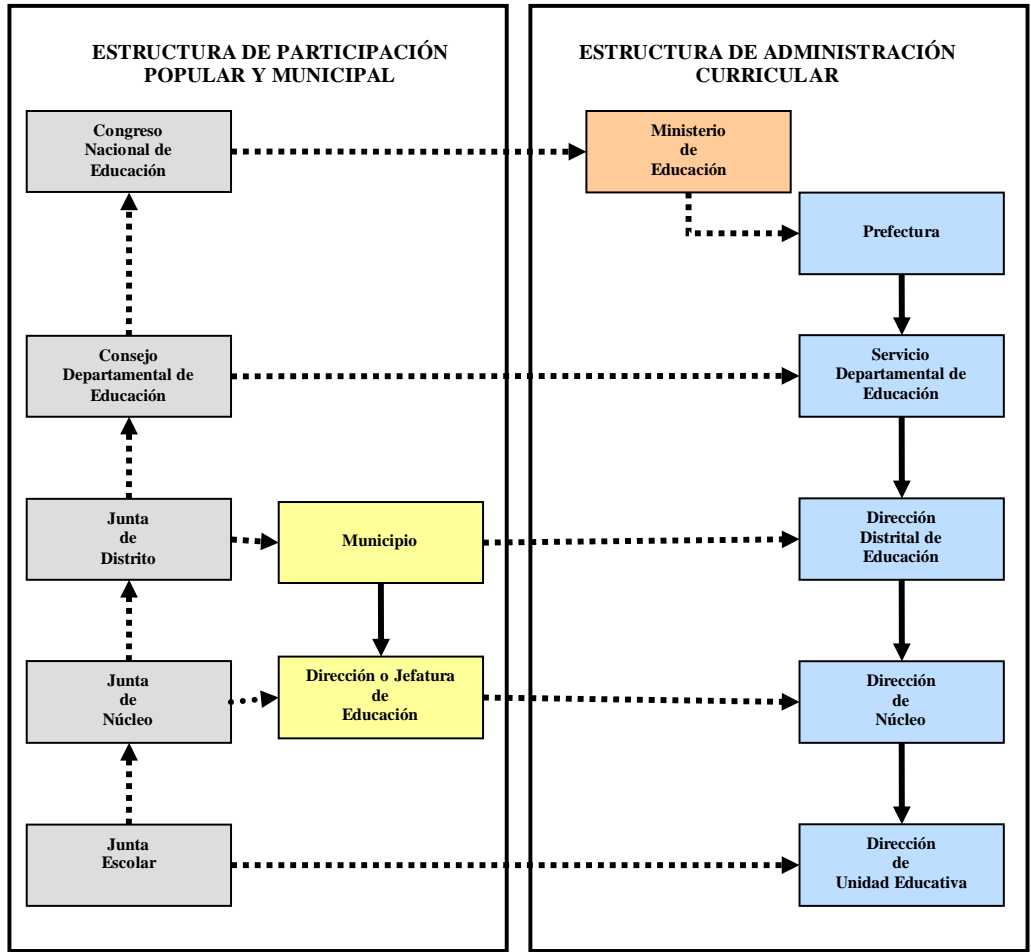 ESTRUCTURA DE PARTICIPACIÓN
POPULAR Y MUNICIPAL
Congreso
Nacional de
Educación
Consejo
Departamental de
Educación
Junta
de
Distrito
Municipio
Junta
de
Núcleo
Dirección o Jefatura
de
Educación
Junta
Escolar
ESTRUCTURA DE ADMINISTRACIÓN
CURRICULAR
Ministerio
de
Educación
Prefectura
Servicio
Departamental de
Educación
Dirección
Distrital de
Educación
Dirección
de
Núcleo
Dirección
de
Unidad Educativa